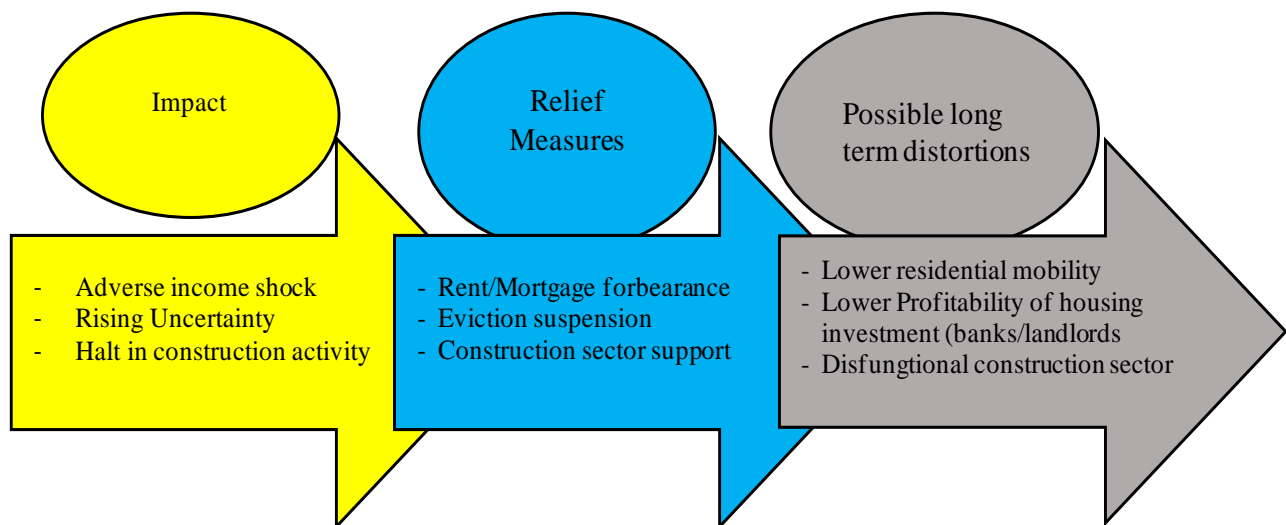 Impact
- Adverse income shock
- Rising Uncertainty
- Halt in construction activity
Relief
Measures
- Rent/Mortgage forbearance
- Eviction suspension
- Construction sector support
Possible long
term distortions
- Lower residential mobility
- Lower Profitability of housing
investment (banks/landlords
- Disfungtional construction sector